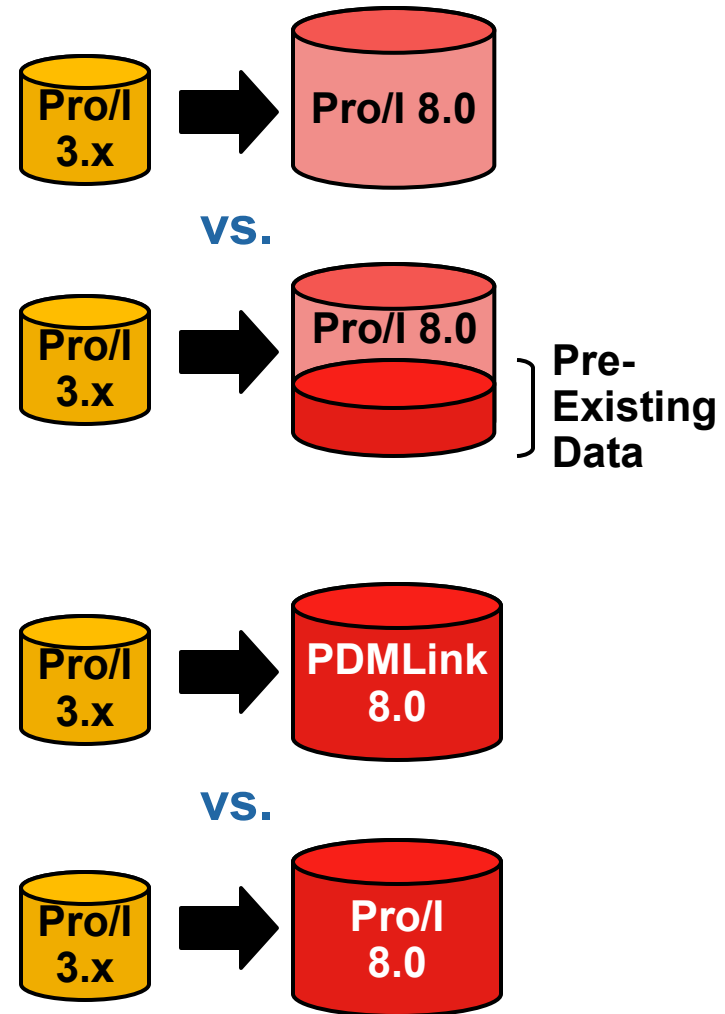 Pro/I
3.x
Pro/I 8.0
vs.
Pro/I
3.x
Pro/I 8.0
Pre-
Existing
Data
Pro/I
3.x
PDMLink
8.0
vs.
Pro/I
3.x
Pro/I
8.0